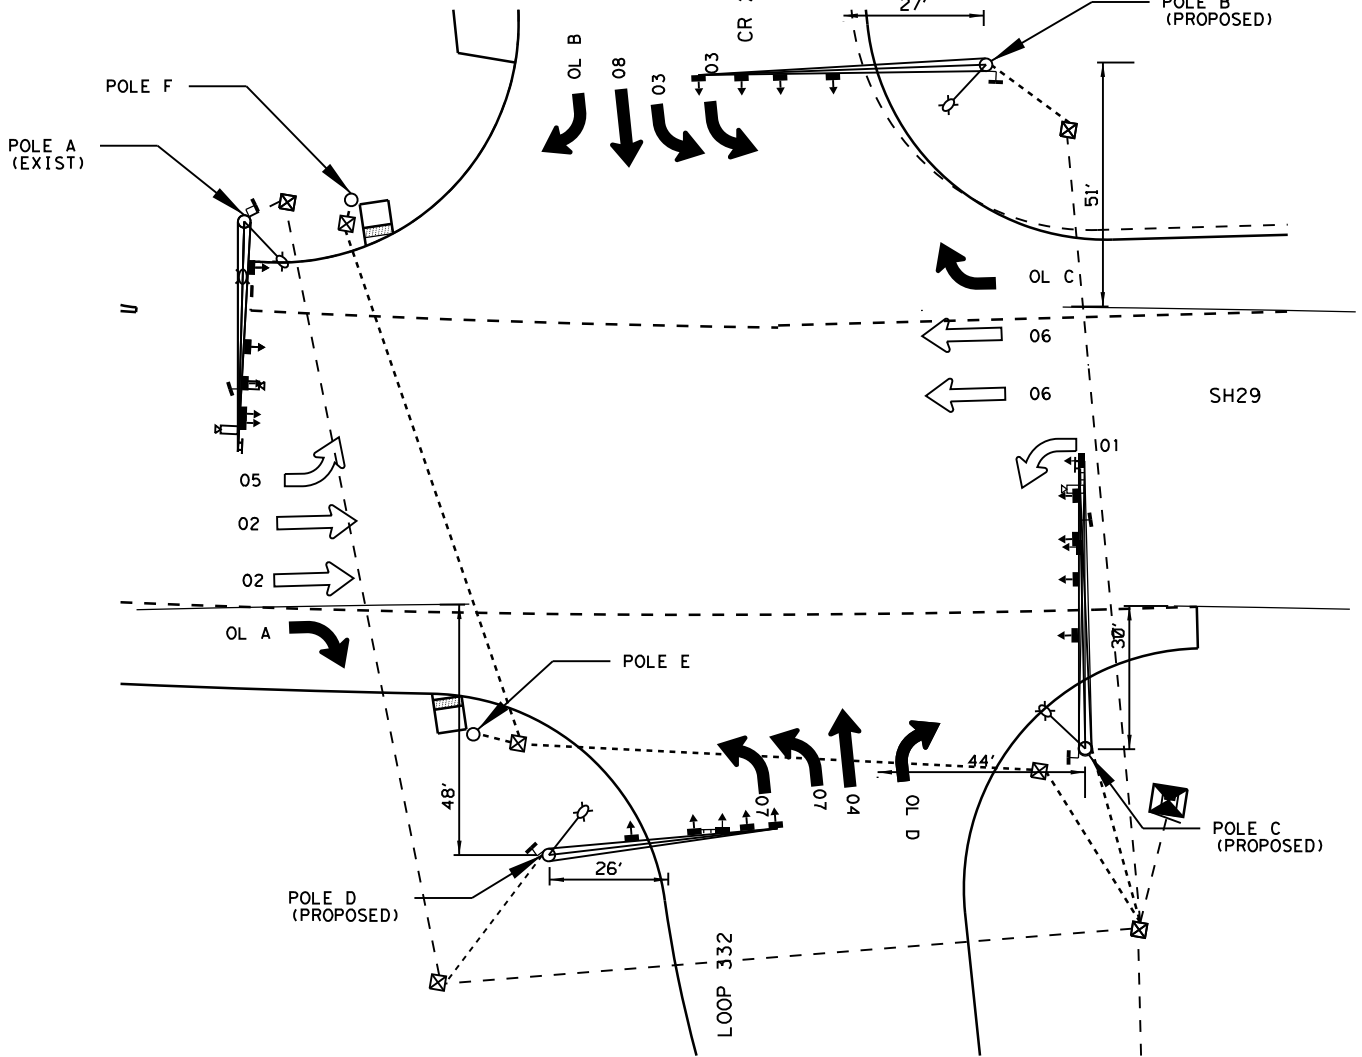 27'
POLE B
(PROPOSED)
CR
OL B
08
03
03
POLE F
POLE A
(EXIST)
51'
OL C
06
06
SH29
01
05
02
02
OL A
30'
POLE E
44'
48'
07
07
04
OL D
POLE C
(PROPOSED)
26'
POLE D
(PROPOSED)
LOOP 332